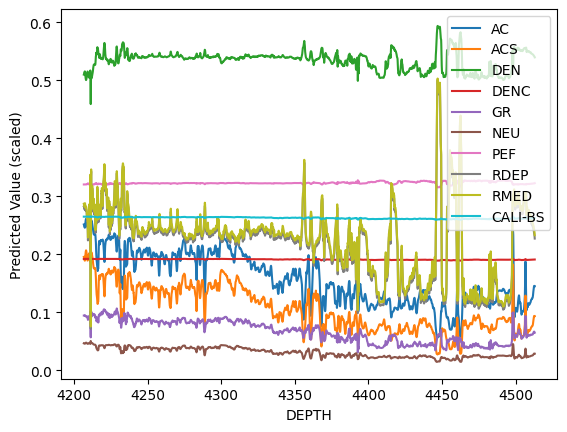 0.6
0.5
0.4
0.3
0.2
0.1
0.0
Predicted Value (scaled)
4200
4250
4300
4350
4400
4450
4500
DEPTH
AC
ACS
DEN
DENC
GR
NEU
PEF
RDEP
RMED
CALI-BS